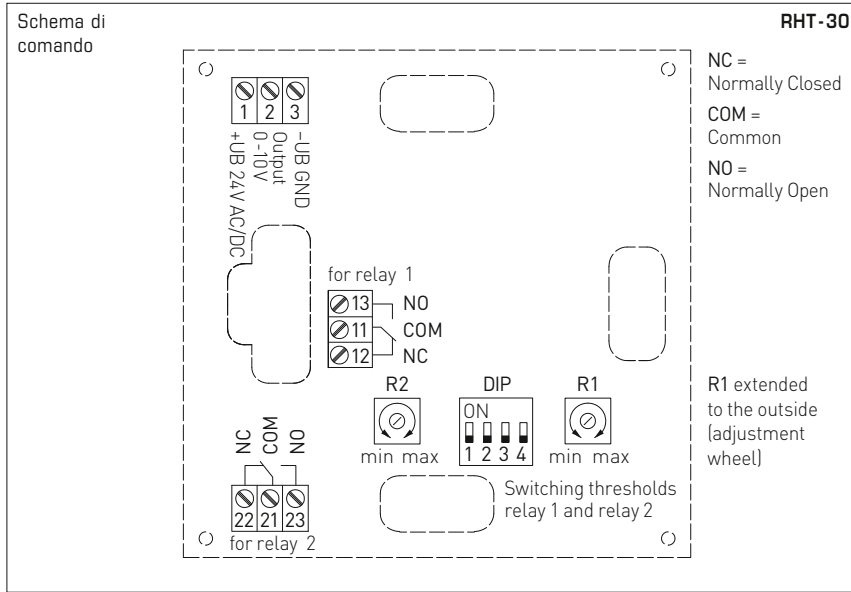 Schema di
comando
RHT-30
NC =
Normally Closed
COM =
Common
NO =
Normally Open
1 2 3
+UB 24V AC/DC
Output
0-10V
-UB GND
for relay 1
13 NO
11 COM
12 NC
R2
min max
DIP
ON
1 2 3 4
R1
min max
R1 extended
to the outside
(adjustment
wheel)
Switching thresholds
relay 1 and relay 2
NC COM NO
22 21 23
for relay 2